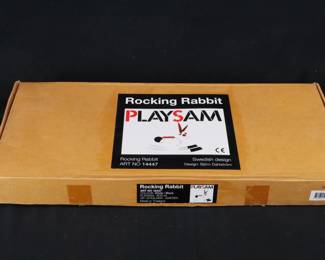 Rocking Rabbit
PLAYSAM
Rocking Rabbit
ART NO 14447
Swedish design
Design: Björn Dahlström
CE
Rocking Rabbit
PLAYSAM